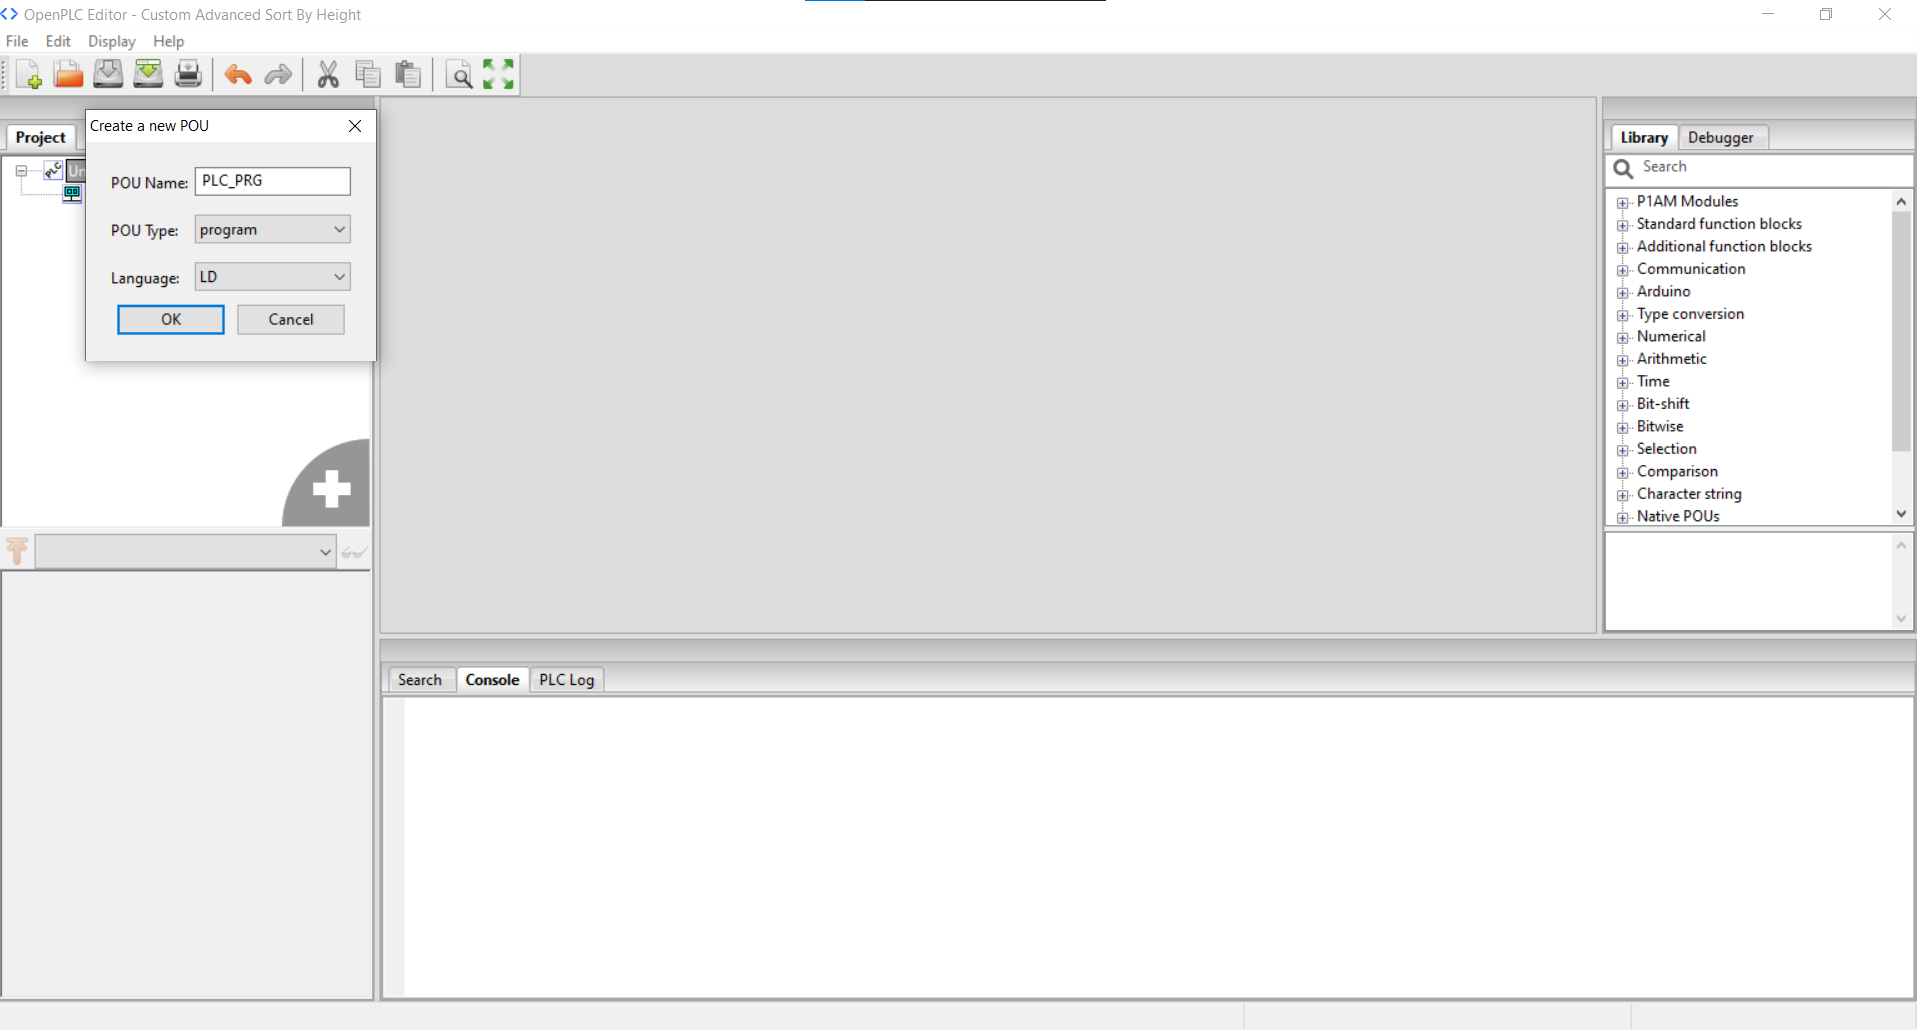 OpenPLC Editor - Custom Advanced Sort By Height
File Edit Display Help
Create a new POU
Project
POU Name: PLC_PRG
POU Type: program
Language: LD
OK Cancel
Library Debugger
Search
P1AM Modules
Standard function blocks
Additional function blocks
Communication
Arduino
Type conversion
Numerical
Arithmetic
Time
Bit-shift
Bitwise
Selection
Comparison
Character string
Native POUs
Search Console PLC Log